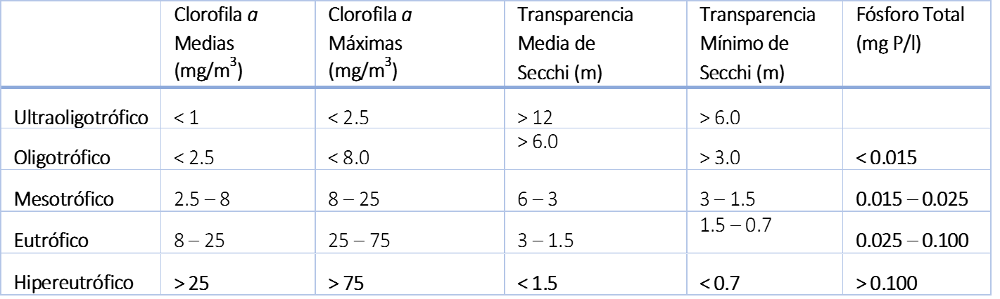 Clorofila a Medias (mg/m³) Clorofila a Máximas (mg/m³) Transparencia Media de Secchi (m) Transparencia Mínimo de Secchi (m) Fósforo Total (mg P/l)
Ultraoligotrófico < 1 < 2.5 > 12 > 6.0
Oligotrófico < 2.5 < 8.0 > 6.0 > 3.0 < 0.015
Mesotrófico 2.5 – 8 8 – 25 6 – 3 3 – 1.5 0.015 – 0.025
Eutrófico 8 – 25 25 – 75 3 – 1.5 1.5 – 0.7 0.025 – 0.100
Hipereutrófico > 25 > 75 < 1.5 < 0.7 > 0.100